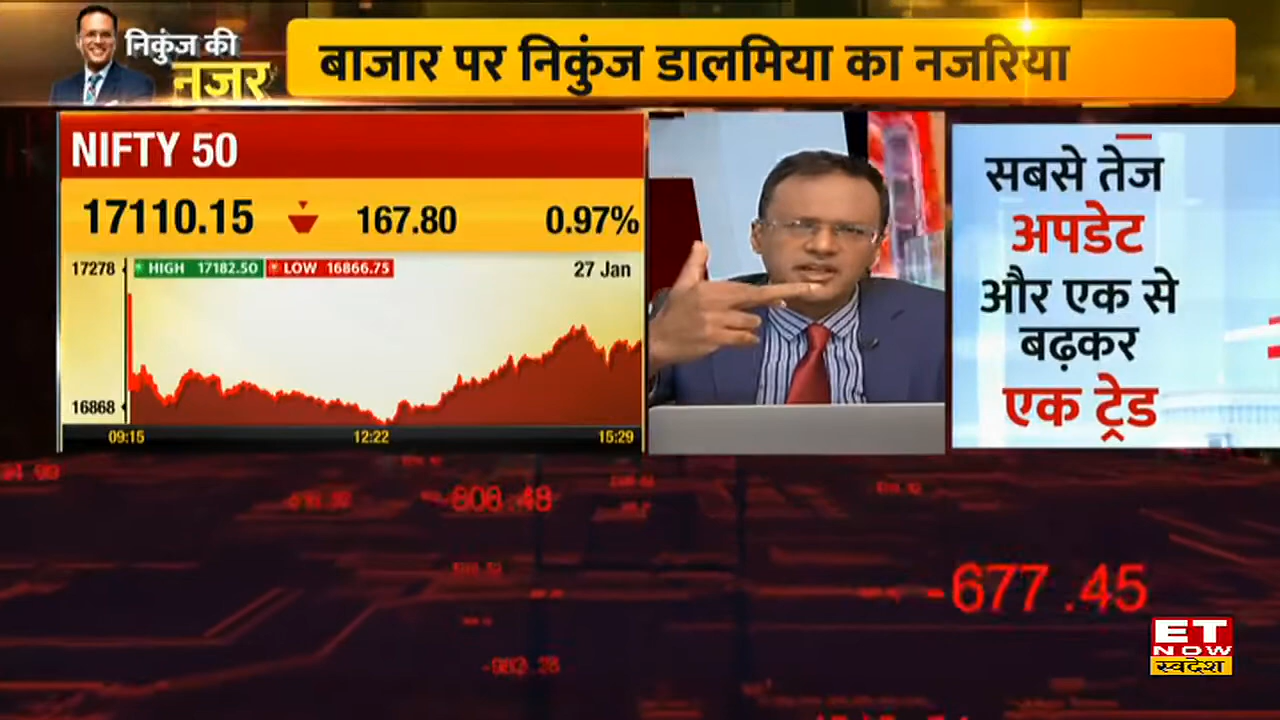 निकुंज की
नजर
बाजार पर निकुंज डालमिया का नजरिया
NIFTY 50
17110.15 167.80 0.97%
17278 HIGH 17182.50 LOW 16866.75 27 Jan
16868
09:15 12:22 15:29
सबसे तेज
अपडेट
और एक से
बढ़कर
एक ट्रेड
-808.48
-677.45
ET
NOW
स्वदेश